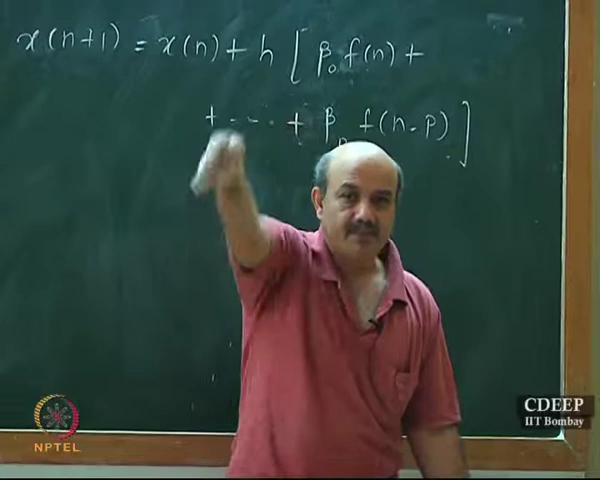 x(n+1) = x(n) + h [ β₀ f(n) +
+ - - . + βₚ f(n-p) ]
NPTEL
CDEEP
IIT Bombay